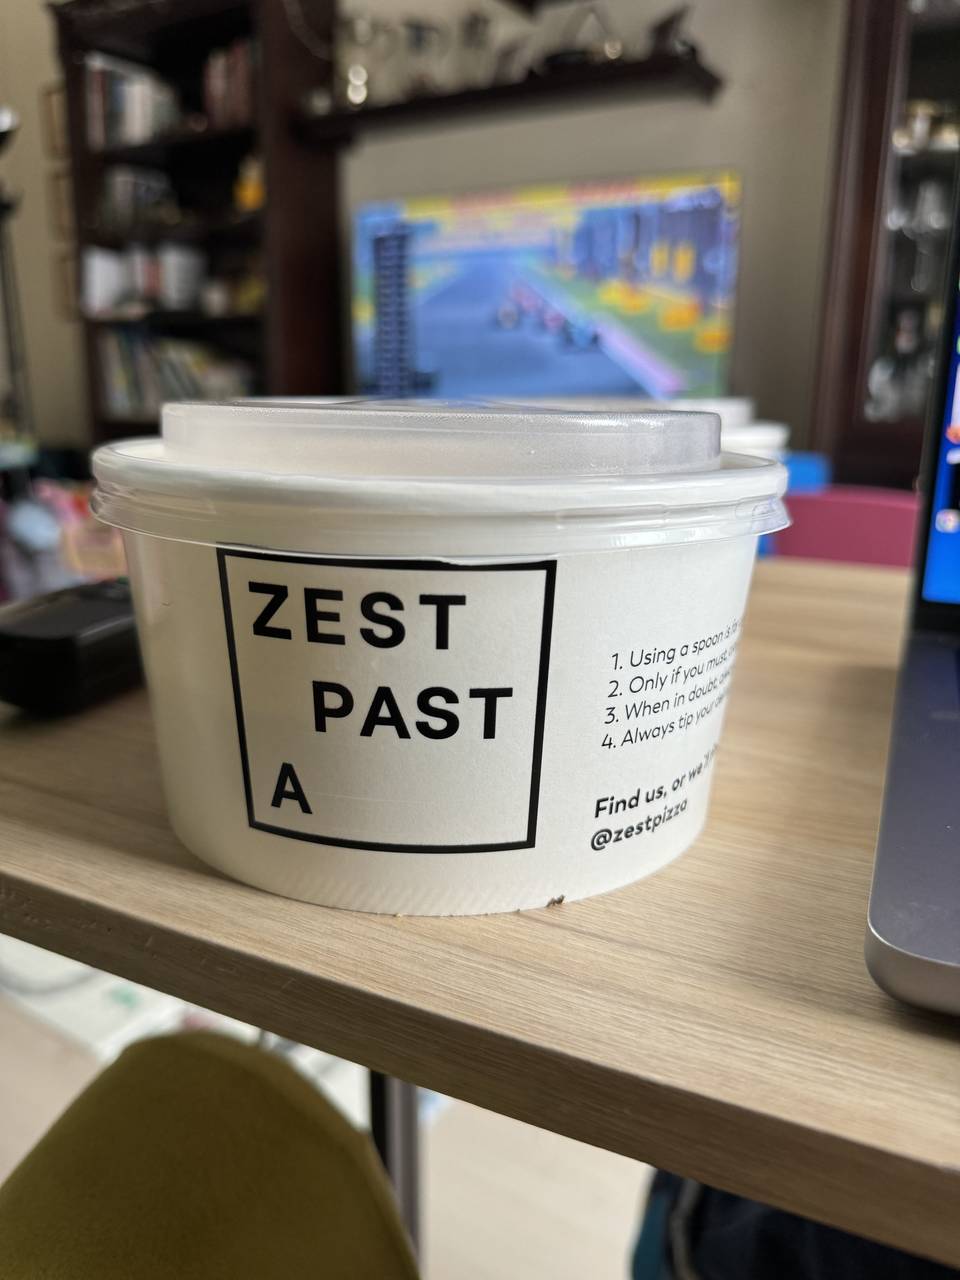 ZEST
PAST
A
1. Using a spoon is
2. Only if you must,
3. When in doubt,
4. Always tip your
Find us, or we'll
@zestpizza